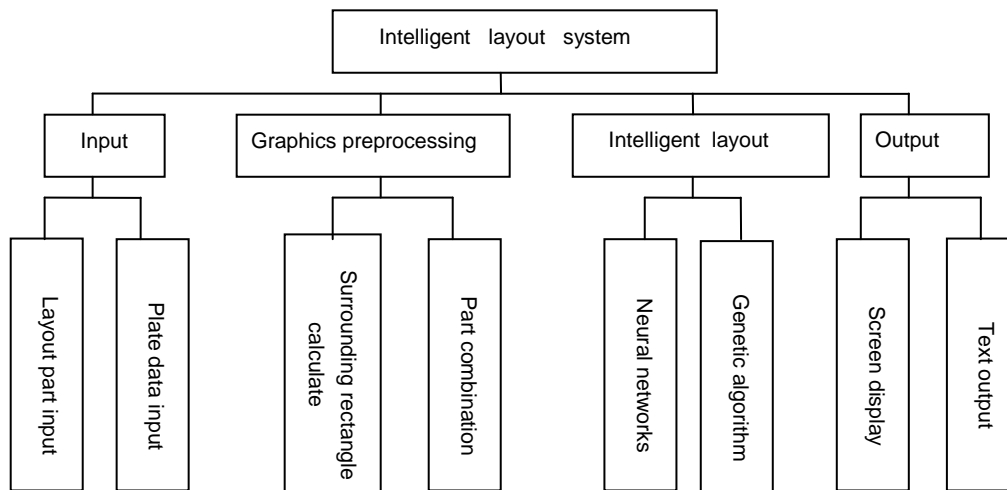 Intelligent layout system
Input
Graphics preprocessing
Intelligent layout
Output
Layout part input
Plate data input
Surrounding rectangle
calculate
Part combination
Neural networks
Genetic algorithm
Screen display
Text output